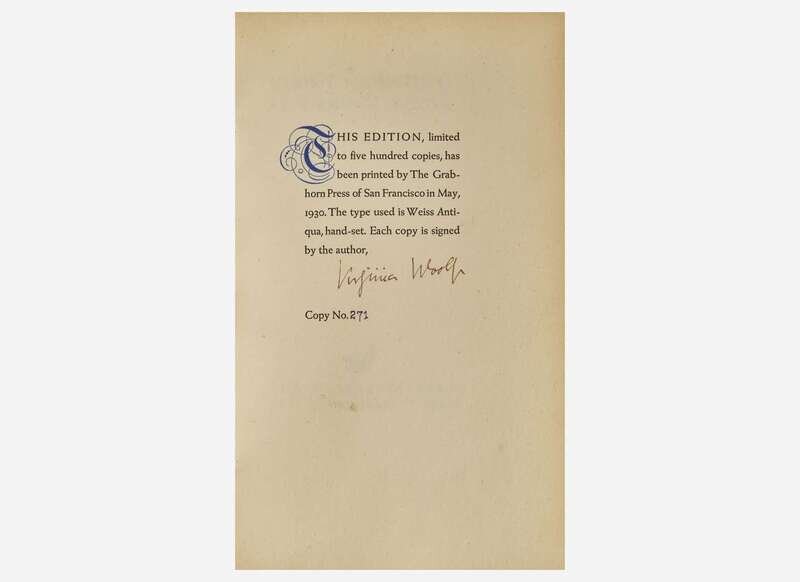 THIS EDITION, limited
to five hundred copies, has
been printed by The Grab-
horn Press of San Francisco in May,
1930. The type used is Weiss Anti-
qua, hand-set. Each copy is signed
by the author,
Virginia Woolf
Copy No. 271